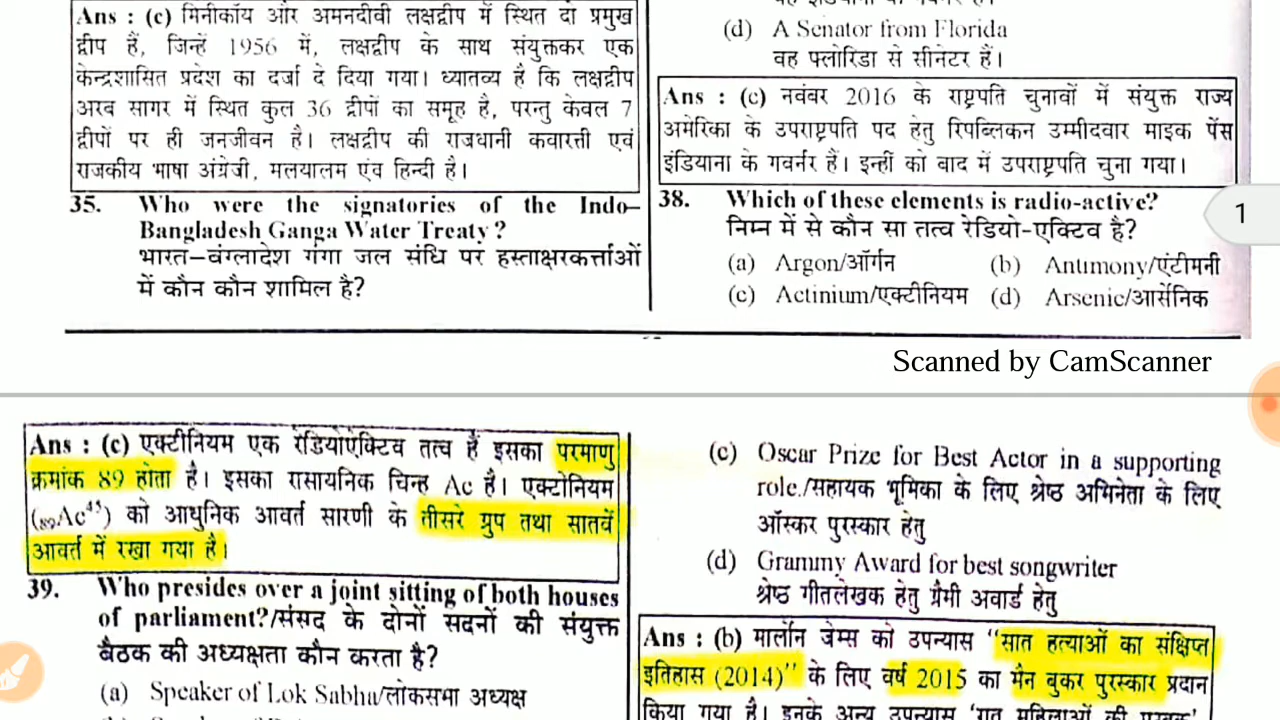 Ans : (c) मिनीकॉय और अमनदीवी लक्षद्वीप में स्थित दो प्रमुख
द्वीप हैं, जिन्हें 1956 में, लक्षद्वीप के साथ संयुक्तकर एक
केन्द्रशासित प्रदेश का दर्जा दे दिया गया। ध्यातव्य है कि लक्षद्वीप
अरब सागर में स्थित कुल 36 द्वीपों का समूह है, परन्तु केवल 7
द्वीपों पर ही जनजीवन है। लक्षद्वीप की राजधानी कवारत्ती एवं
राजकीय भाषा अंग्रेजी, मलयालम एंव हिन्दी है।
35. Who were the signatories of the Indo–
Bangladesh Ganga Water Treaty ?
भारत–बंग्लादेश गंगा जल संधि पर हस्ताक्षरकर्त्ताओं
में कौन कौन शामिल है?
(d) A Senator from Florida
वह फ्लोरिडा से सीनेटर हैं।
Ans : (c) नवंबर 2016 के राष्ट्रपति चुनावों में संयुक्त राज्य
अमेरिका के उपराष्ट्रपति पद हेतु रिपब्लिकन उम्मीदवार माइक पेंस
इंडियाना के गवर्नर हैं। इन्हीं को बाद में उपराष्ट्रपति चुना गया।
38. Which of these elements is radio-active?
निम्न में से कौन सा तत्व रेडियो-एक्टिव है?
(a) Argon/ऑर्गन (b) Antimony/एंटीमनी
(c) Actinium/एक्टीनियम (d) Arsenic/आर्सेनिक
1
Scanned by CamScanner
Ans : (c) एक्टीनियम एक रेडियोऐक्टिव तत्व हैं इसका परमाणु
क्रमांक 89 होता है। इसका रासायनिक चिन्ह Ac है। एक्टोनियम
(₈₉Ac⁴⁵) को आधुनिक आवर्त सारणी के तीसरे ग्रुप तथा सातवें
आवर्त में रखा गया है।
39. Who presides over a joint sitting of both houses
of parliament?/संसद के दोनों सदनों की संयुक्त
बैठक की अध्यक्षता कौन करता है?
(a) Speaker of Lok Sabha/लोकसभा अध्यक्ष
(c) Oscar Prize for Best Actor in a supporting
role./सहायक भूमिका के लिए श्रेष्ठ अभिनेता के लिए
ऑस्कर पुरस्कार हेतु
(d) Grammy Award for best songwriter
श्रेष्ठ गीतलेखक हेतु ग्रैमी अवार्ड हेतु
Ans : (b) मार्लोन जेम्स को उपन्यास "सात हत्याओं का संक्षिप्त
इतिहास (2014)" के लिए वर्ष 2015 का मैन बुकर पुरस्कार प्रदान
किया गया है। इनके अन्य उपन्यास